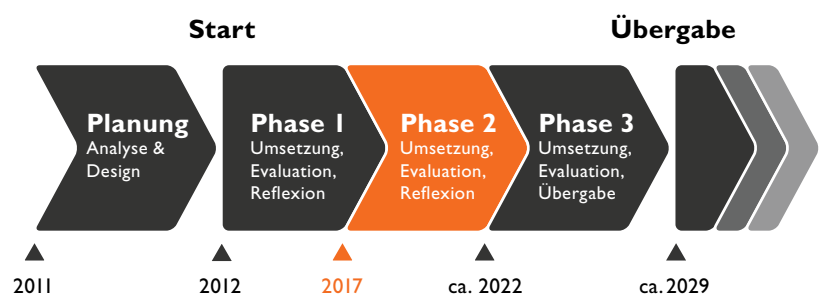 Start
Übergabe
Planung
Analyse &
Design
Phase 1
Umsetzung,
Evaluation,
Reflexion
Phase 2
Umsetzung,
Evaluation,
Reflexion
Phase 3
Umsetzung,
Evaluation,
Übergabe
2011
2012
2017
ca. 2022
ca. 2029